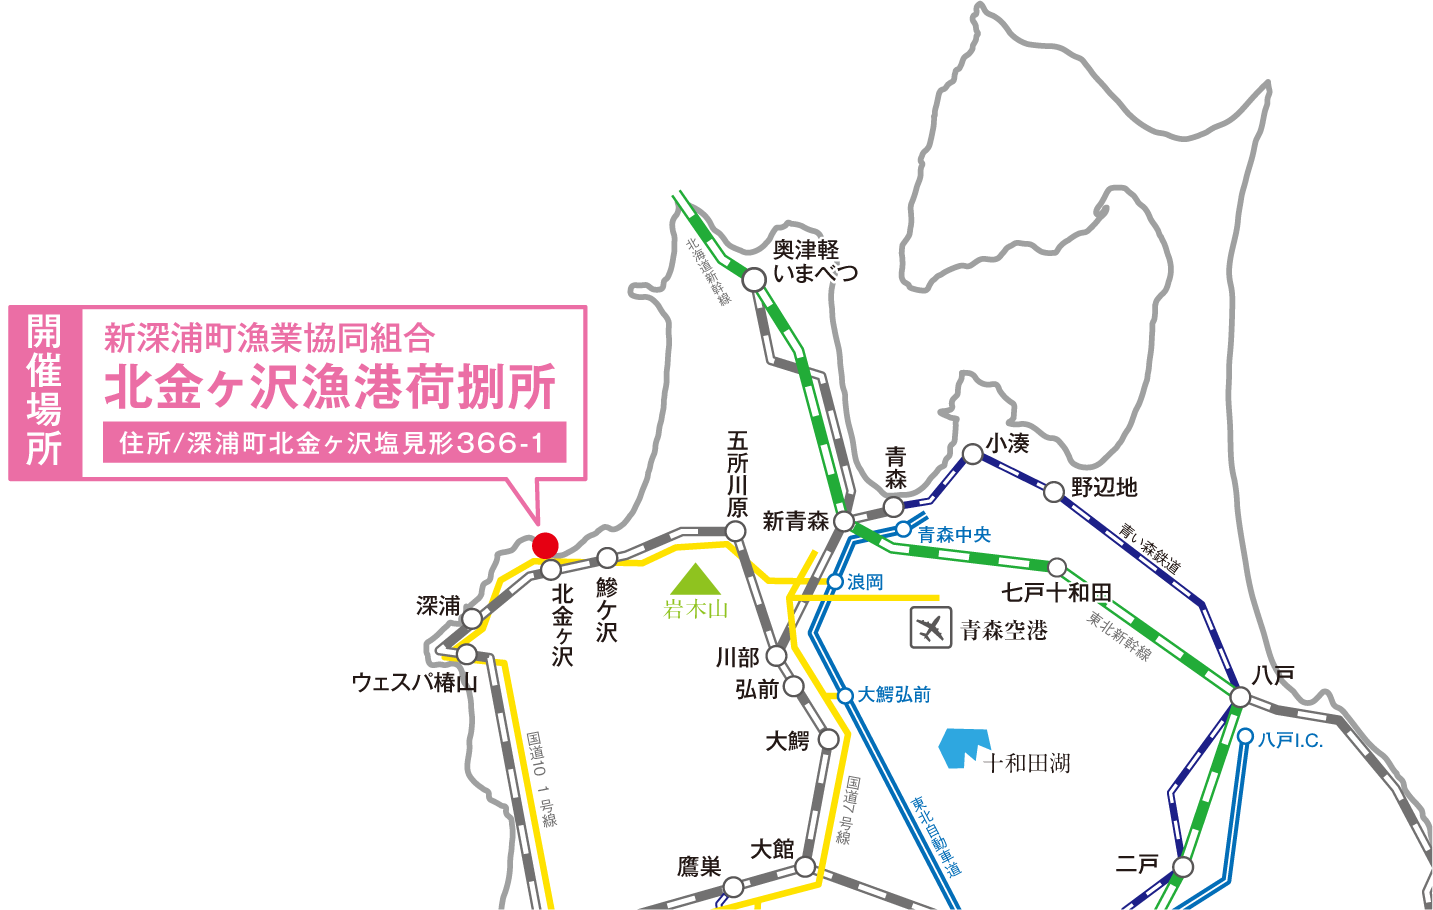 開催場所
新深浦町漁業協同組合
北金ヶ沢漁港荷捌所
住所/深浦町北金ヶ沢塩見形366-1
北海道新幹線
奥津軽
いまべつ
五所川原
青森
小湊
野辺地
新青森
青森中央
青い森鉄道
浪岡
七戸十和田
岩木山
鰺ケ沢
北金ヶ沢
深浦
ウェスパ椿山
青森空港
東北新幹線
川部
弘前
大鰐弘前
八戸
大鰐
八戸I.C.
十和田湖
国道101号線
国道7号線
東北自動車道
大館
鷹巣
二戸